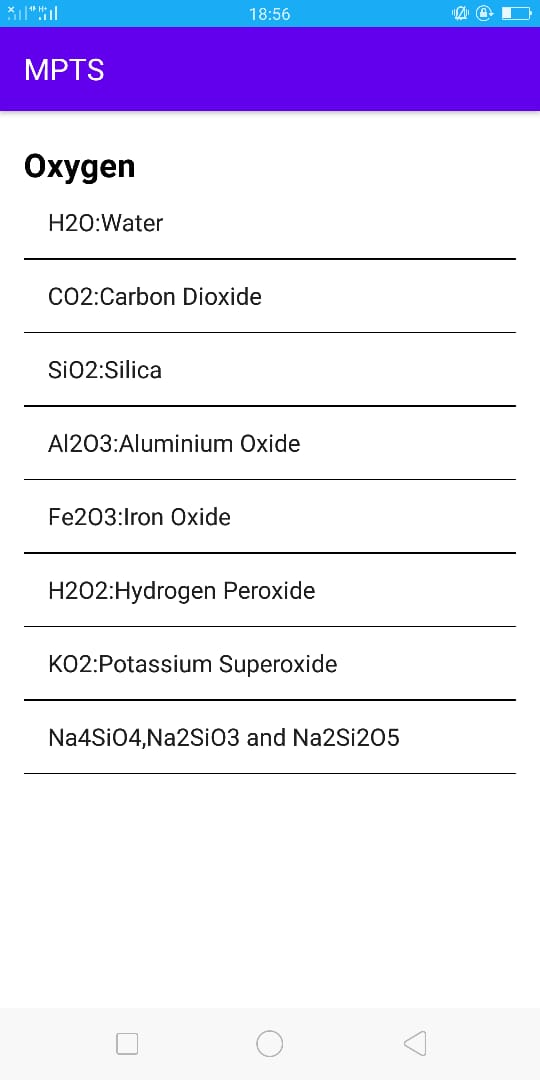 18:56
MPTS
Oxygen
H2O:Water
CO2:Carbon Dioxide
SiO2:Silica
Al2O3:Aluminium Oxide
Fe2O3:Iron Oxide
H2O2:Hydrogen Peroxide
KO2:Potassium Superoxide
Na4SiO4,Na2SiO3 and Na2Si2O5